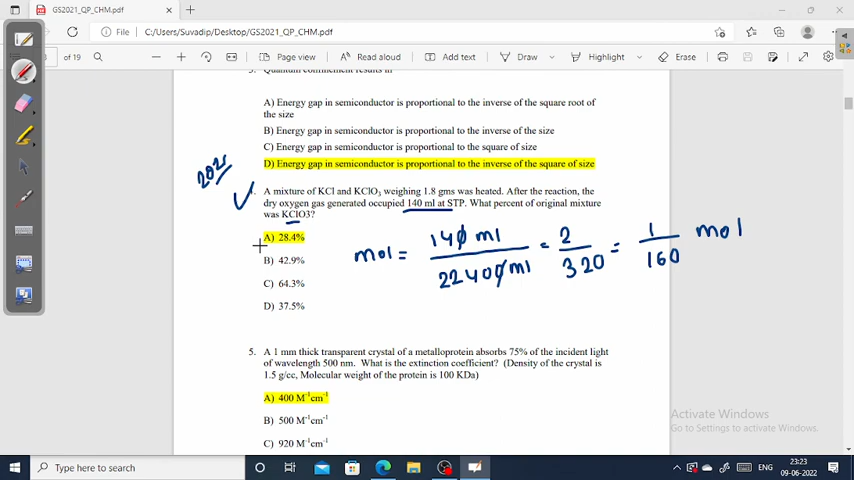 GS2021_QP_CHM.pdf
File
C:/Users/Suvadip/Desktop/GS2021_QP_CHM.pdf
of 19
Page view
Read aloud
Add text
Draw
Highlight
Erase
Quantum confinement results in
A) Energy gap in semiconductor is proportional to the inverse of the square root of
the size
B) Energy gap in semiconductor is proportional to the inverse of the size
C) Energy gap in semiconductor is proportional to the square of size
D) Energy gap in semiconductor is proportional to the inverse of the square of size
2021
A mixture of KCl and KClO3 weighing 1.8 gms was heated. After the reaction, the
dry oxygen gas generated occupied 140 ml at STP. What percent of original mixture
was KClO3?
A) 28.4%
B) 42.9%
C) 64.3%
D) 37.5%
mol = 140 ml / 22400 ml = 2 / 320 = 1 / 160 mol
5. A 1 mm thick transparent crystal of a metalloprotein absorbs 75% of the incident light
of wavelength 500 nm. What is the extinction coefficient? (Density of the crystal is
1.5 g/cc, Molecular weight of the protein is 100 KDa)
A) 400 M-1cm-1
B) 500 M-1cm-1
C) 920 M-1cm-1
Activate Windows
Go to Settings to activate Windows.
Type here to search
ENG
23:23
09-06-2022